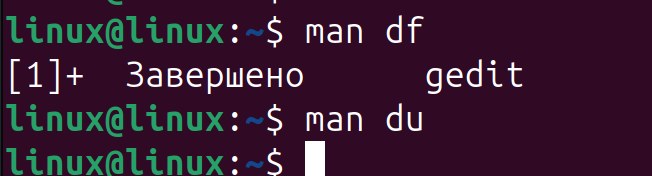 linux@linux:~$ man df
[1]+  Завершено      gedit
linux@linux:~$ man du
linux@linux:~$